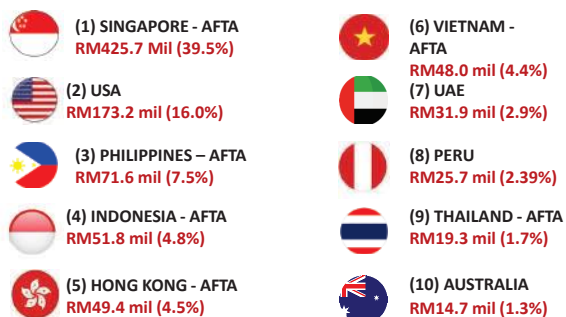 (1) SINGAPORE - AFTA
RM425.7 Mil (39.5%)
(2) USA
RM173.2 mil (16.0%)
(3) PHILIPPINES – AFTA
RM71.6 mil (7.5%)
(4) INDONESIA - AFTA
RM51.8 mil (4.8%)
(5) HONG KONG - AFTA
RM49.4 mil (4.5%)
(6) VIETNAM -
AFTA
RM48.0 mil (4.4%)
(7) UAE
RM31.9 mil (2.9%)
(8) PERU
RM25.7 mil (2.39%)
(9) THAILAND - AFTA
RM19.3 mil (1.7%)
(10) AUSTRALIA
RM14.7 mil (1.3%)